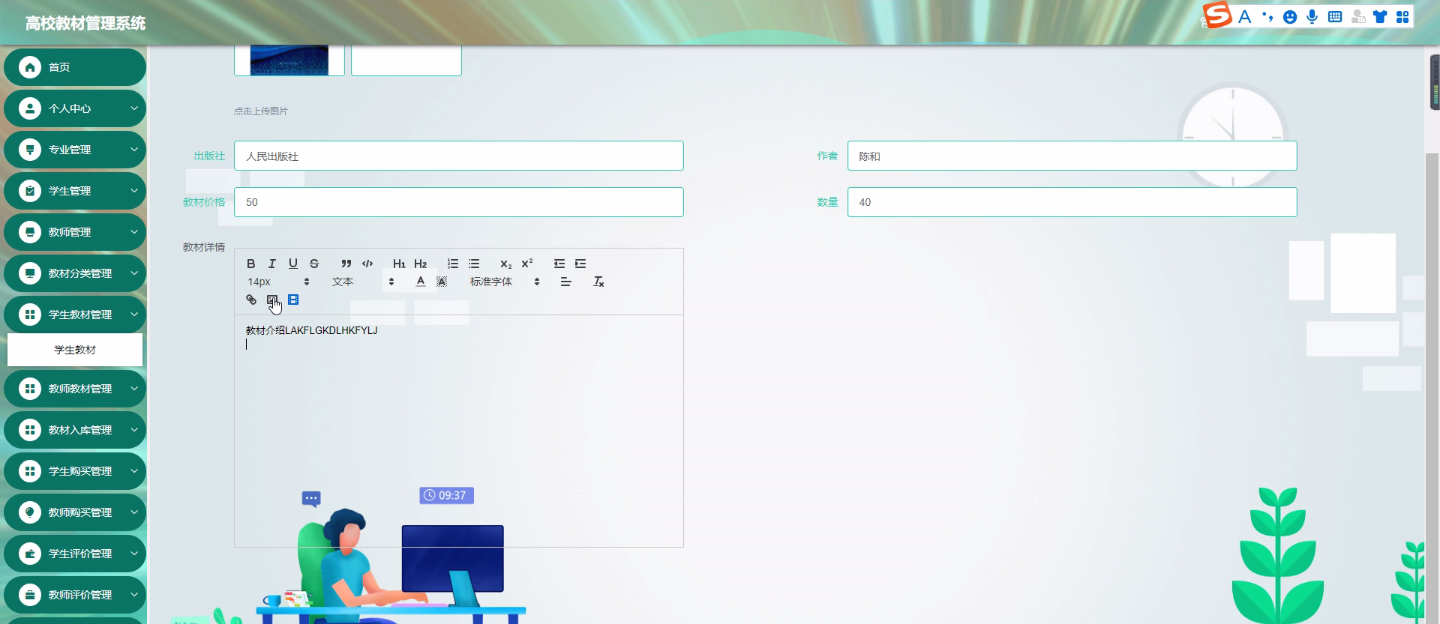 高校教材管理系统
首页
个人中心
专业管理
学生管理
教师管理
教材分类管理
学生教材管理
学生教材
教师教材管理
教材入库管理
学生购买管理
教师购买管理
学生评价管理
教师评价管理
点击上传图片
出版社 人民出版社
作者 陈和
教材价格 50
数量 40
教材详情
B I U S H1 H2 X2 X2
14px 文本 A A 标准字体 Tx
教材介绍LAKFLGKDLHKFYLJ
09:37